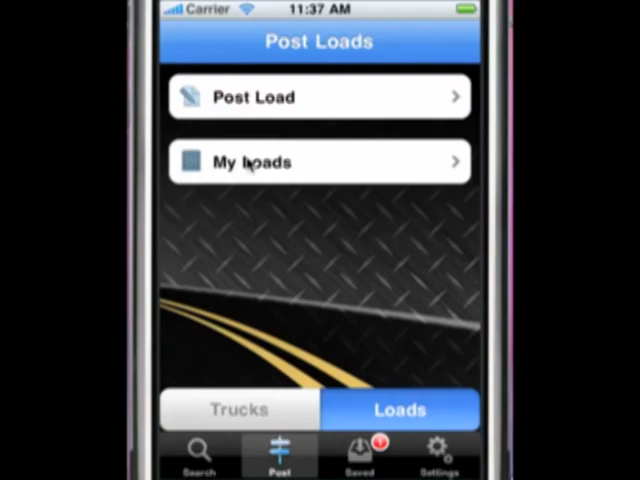 Carrier 11:37 AM
Post Loads
Post Load
My Loads
Trucks Loads
Search Post Saved Settings